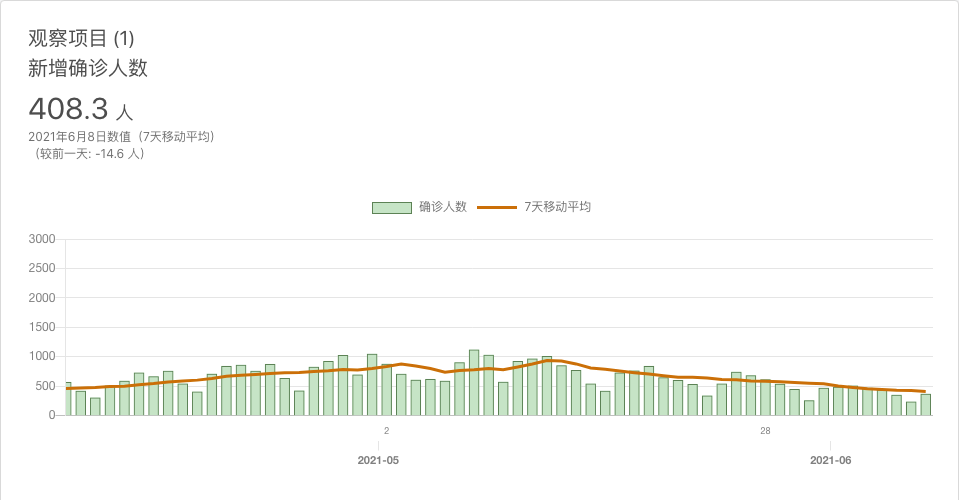 观察项目 (1)
新增确诊人数
408.3 人
2021年6月8日数值（7天移动平均）
（较前一天: -14.6 人）
确诊人数 7天移动平均
3000
2500
2000
1500
1000
500
0
2 28
2021-05 2021-06